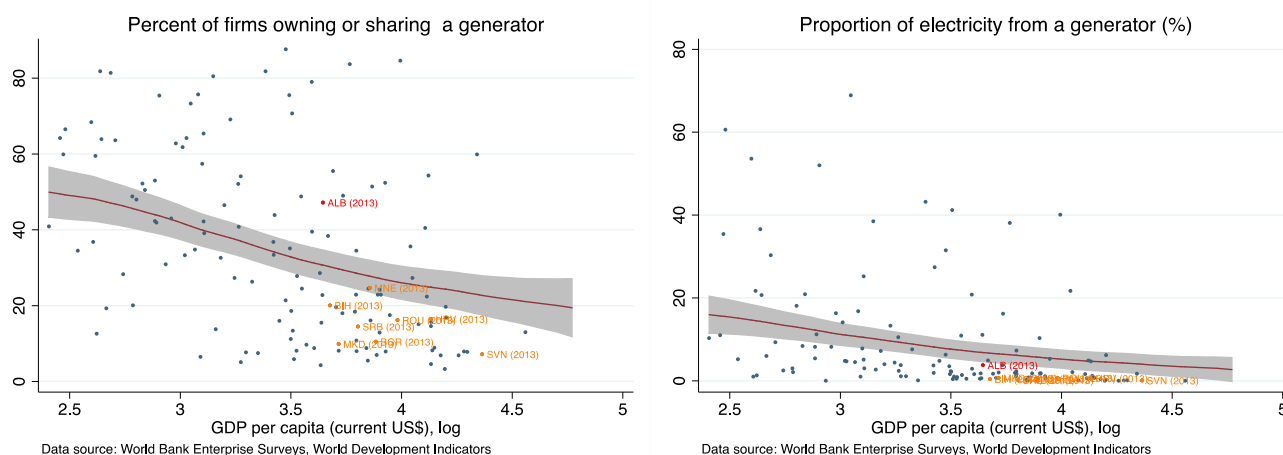 Percent of firms owning or sharing a generator
80
60
40
20
0
ALB (2013)
MNE (2013)
BIH (2013)
ROU (2013)
HRV (2013)
SRB (2013)
BGR (2013)
MKD (2013)
SVN (2013)
2.5 3 3.5 4 4.5 5
GDP per capita (current US$), log
Data source: World Bank Enterprise Surveys, World Development Indicators
Proportion of electricity from a generator (%)
80
60
40
20
0
ALB (2013)
SVN (2013)
2.5 3 3.5 4 4.5 5
GDP per capita (current US$), log
Data source: World Bank Enterprise Surveys, World Development Indicators